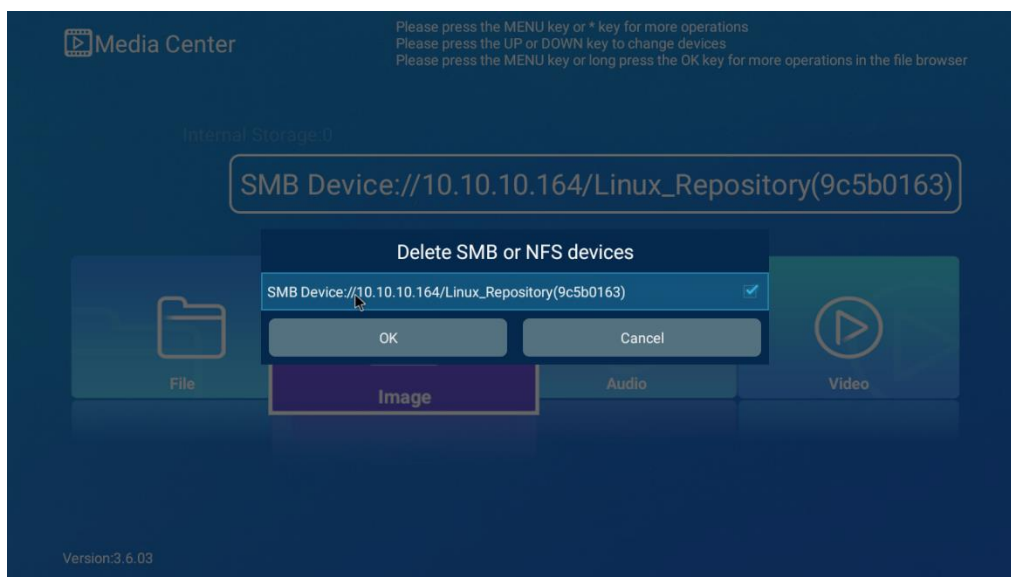 Media Center
Please press the MENU key or * key for more operations
Please press the UP or DOWN key to change devices
Please press the MENU key or long press the OK key for more operations in the file browser
Internal Storage:0
SMB Device://10.10.10.164/Linux_Repository(9c5b0163)
Delete SMB or NFS devices
SMB Device://10.10.10.164/Linux_Repository(9c5b0163)
OK
Cancel
File
Image
Audio
Video
Version:3.6.03